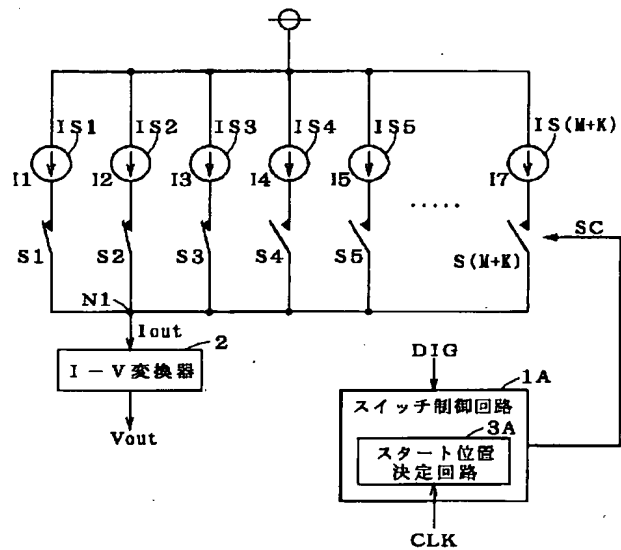 IS1 IS2 IS3 IS4 IS5 IS(M+K)
I1 I2 I3 I4 I5 ..... I7
S1 S2 S3 S4 S5 S(M+K) SC
N1
Iout
2
I-V変換器
Vout
DIG
1A
スイッチ制御回路
3A
スタート位置
決定回路
CLK